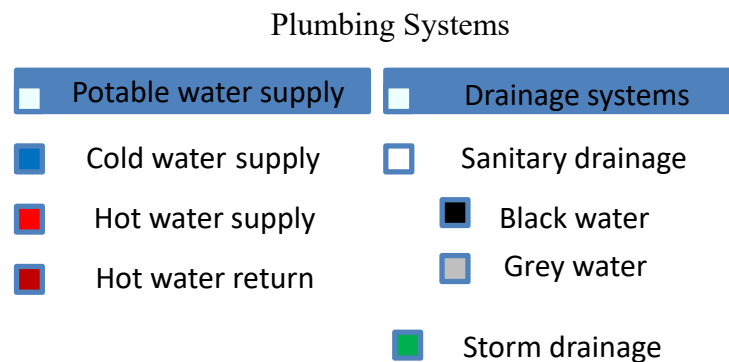 Plumbing Systems
Potable water supply
Cold water supply
Hot water supply
Hot water return
Drainage systems
Sanitary drainage
Black water
Grey water
Storm drainage